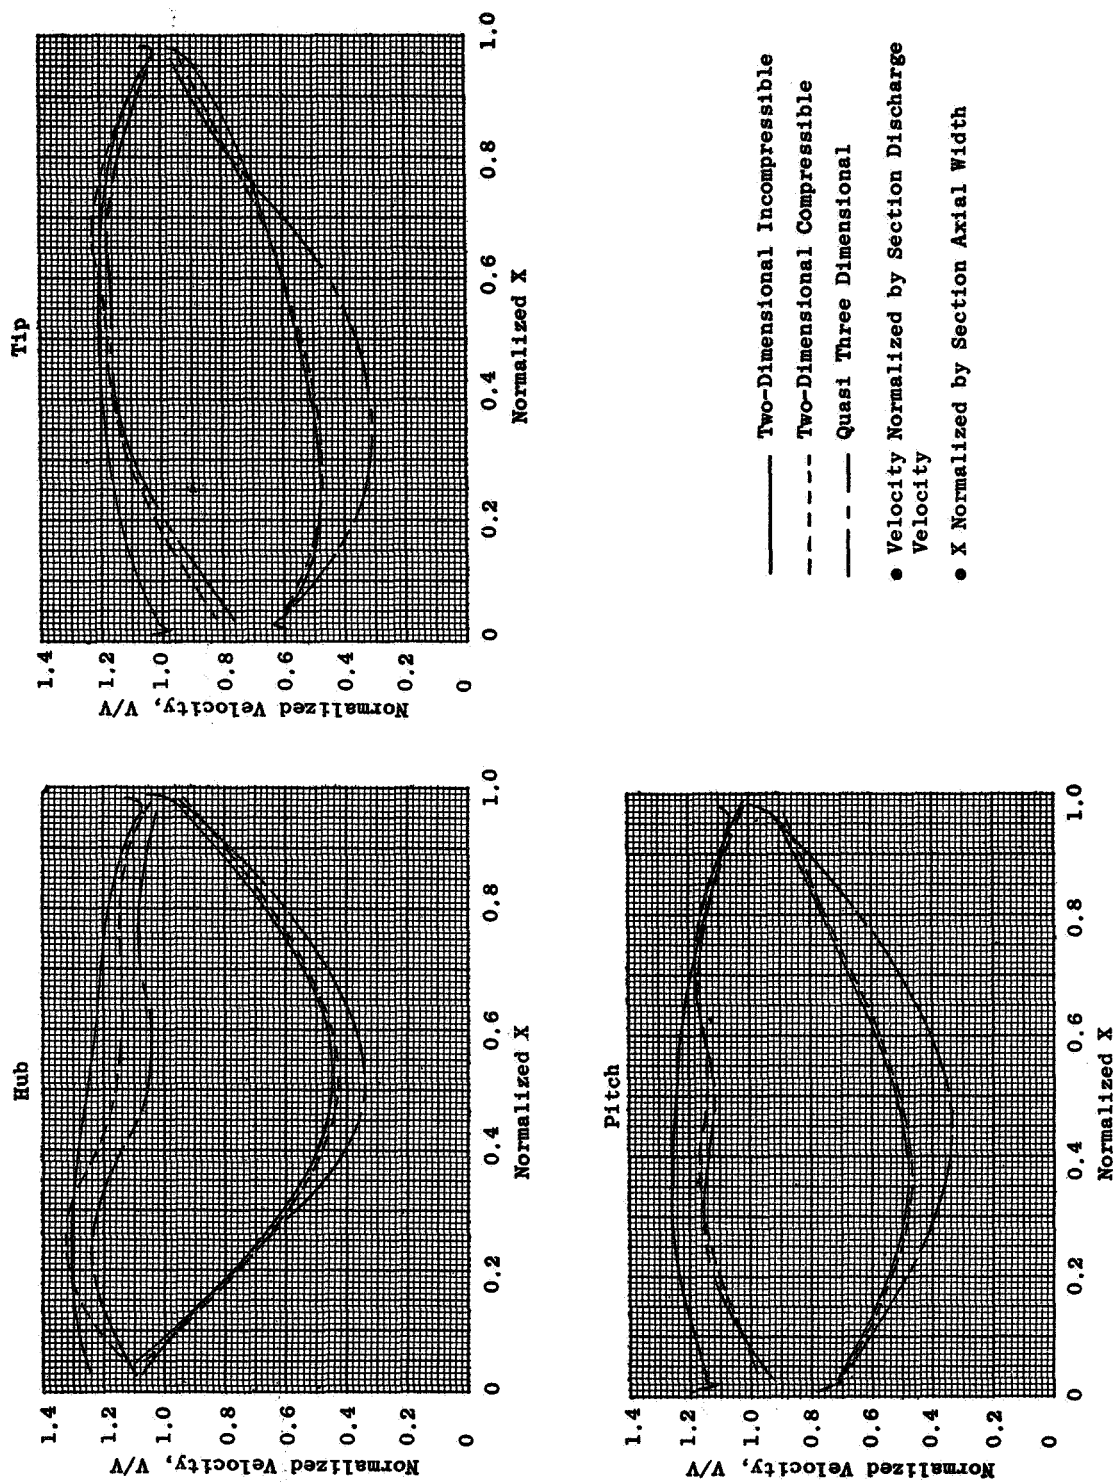 Hub
1.4
1.2
1.0
0.8
0.6
0.4
0.2
0
Normalized Velocity, V/V
0 0.2 0.4 0.6 0.8 1.0
Normalized X
Tip
1.4
1.2
1.0
0.8
0.6
0.4
0.2
0
Normalized Velocity, V/V
0 0.2 0.4 0.6 0.8 1.0
Normalized X
Pitch
1.4
1.2
1.0
0.8
0.6
0.4
0.2
0
Normalized Velocity, V/V
0 0.2 0.4 0.6 0.8 1.0
Normalized X
Two-Dimensional Incompressible
Two-Dimensional Compressible
Quasi Three Dimensional
● Velocity Normalized by Section Discharge
Velocity
● X Normalized by Section Axial Width